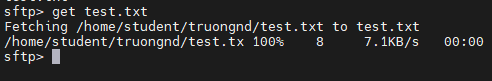 sftp> get test.txt
Fetching /home/student/truongnd/test.txt to test.txt
/home/student/truongnd/test.tx 100%    8     7.1KB/s   00:00
sftp>